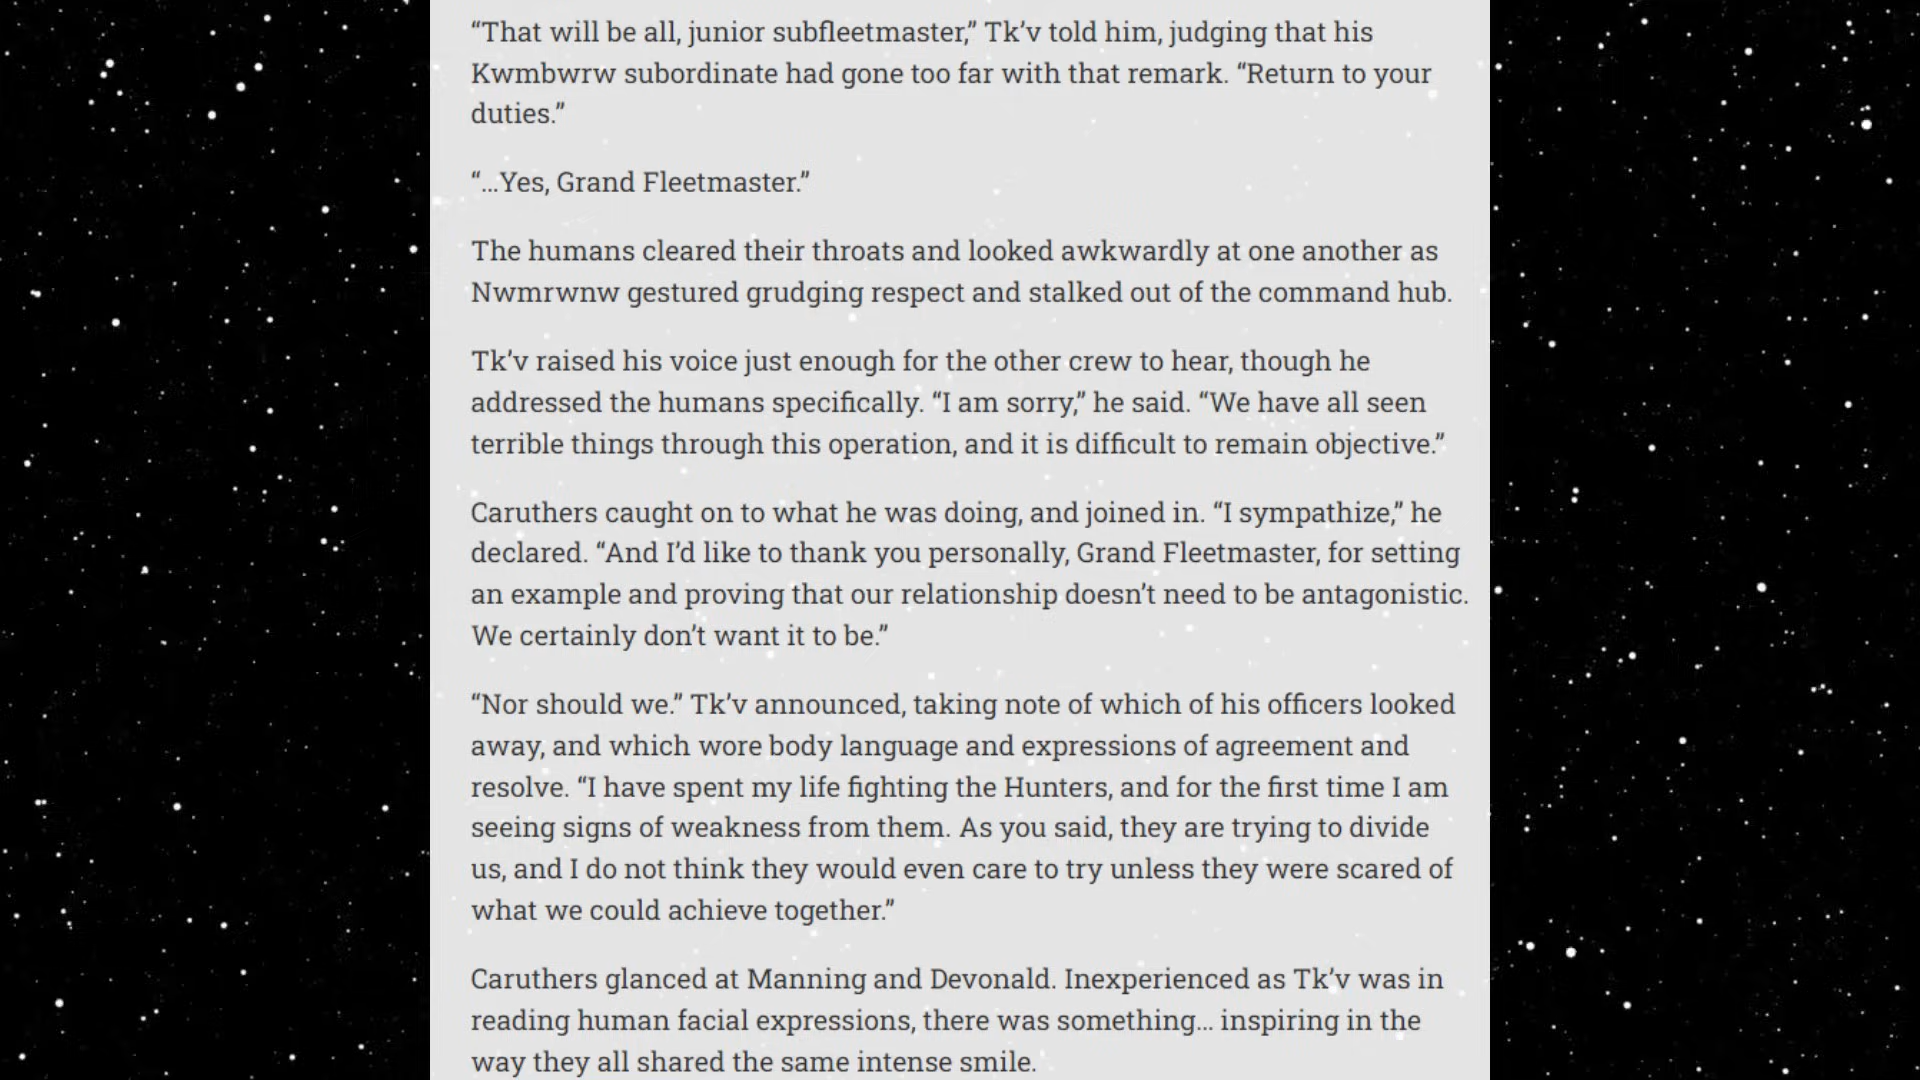 “That will be all, junior subfleetmaster,” Tk’v told him, judging that his
Kwmbwrw subordinate had gone too far with that remark. “Return to your
duties.”
“…Yes, Grand Fleetmaster.”
The humans cleared their throats and looked awkwardly at one another as
Nwmrwnw gestured grudging respect and stalked out of the command hub.
Tk’v raised his voice just enough for the other crew to hear, though he
addressed the humans specifically. “I am sorry,” he said. “We have all seen
terrible things through this operation, and it is difficult to remain objective.”
Caruthers caught on to what he was doing, and joined in. “I sympathize,” he
declared. “And I’d like to thank you personally, Grand Fleetmaster, for setting
an example and proving that our relationship doesn’t need to be antagonistic.
We certainly don’t want it to be.”
“Nor should we.” Tk’v announced, taking note of which of his officers looked
away, and which wore body language and expressions of agreement and
resolve. “I have spent my life fighting the Hunters, and for the first time I am
seeing signs of weakness from them. As you said, they are trying to divide
us, and I do not think they would even care to try unless they were scared of
what we could achieve together.”
Caruthers glanced at Manning and Devonald. Inexperienced as Tk’v was in
reading human facial expressions, there was something… inspiring in the
way they all shared the same intense smile.